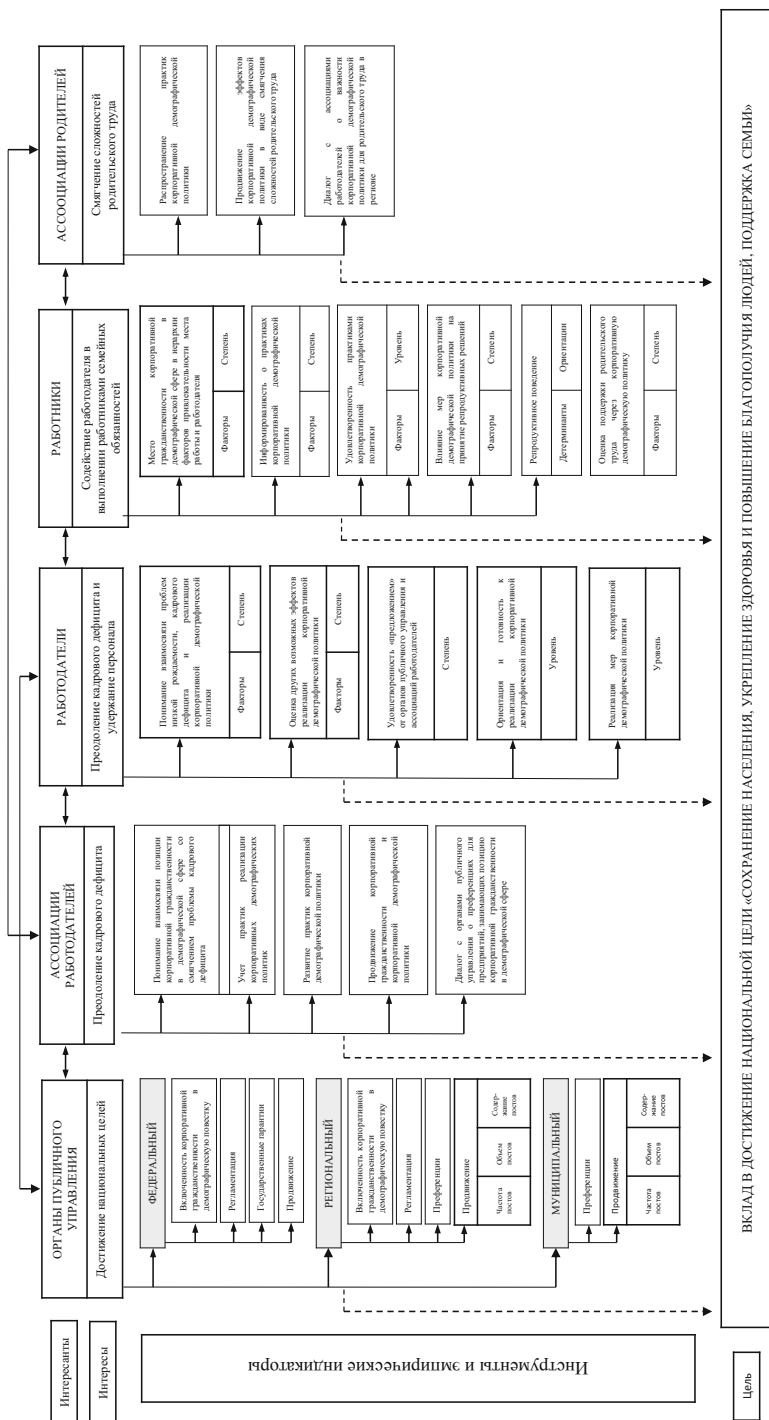 Интересанты
ОРГАНЫ ПУБЛИЧНОГО
УПРАВЛЕНИЯ
АССОЦИАЦИИ
РАБОТОДАТЕЛЕЙ
РАБОТОДАТЕЛИ
РАБОТНИКИ
АССООЦИАЦИИ РОДИТЕЛЕЙ
Интересы
Достижение национальных целей
Преодоление кадрового дефицита
Преодоление кадрового дефицита и
удержание персонала
Содействие работодателя в
выполнении работниками семейных
обязанностей
Смягчение сложностей
родительского труда
Инструменты и эмпирические индикаторы
ФЕДЕРАЛЬНЫЙ
Включенность корпоративной
гражданственности в
демографическую повестку
Регламентация
Государственные гарантии
Продвижение
РЕГИОНАЛЬНЫЙ
Включенность корпоративной
гражданственности в
демографическую повестку
Регламентация
Преференции
Продвижение
Частота
постов
Объем
постов
Содер-
жание
постов
МУНИЦИПАЛЬНЫЙ
Преференции
Продвижение
Частота
постов
Объем
постов
Содер-
жание
постов
Понимание взаимосвязи позиции
корпоративной гражданственности
в демографической сфере со
смягчением проблемы кадрового
дефицита
Учет практик реализации
корпоративных демографических
политик
Развитие практик корпоративной
демографической политики
Продвижение корпоративной
гражданственности и
корпоративной демографической
политики
Диалог с органами публичного
управления о преференциях для
предприятий, занимающих позицию
корпоративной гражданственности
в демографической сфере
Понимание взаимосвязи проблем
низкой рождаемости, кадрового
дефицита и реализации
корпоративной демографической
политики
Факторы
Степень
Оценка других возможных эффектов
реализации корпоративной
демографической политики
Факторы
Степень
Удовлетворенность «предложением»
от органов публичного управления и
ассоциаций работодателей
Степень
Ориентация и готовность к
реализации корпоративной
демографической политики
Уровень
Реализация мер корпоративной
демографической политики
Уровень
Место корпоративной
гражданственности в
демографической сфере в иерархии
факторов привлекательности места
работы и работодателя
Факторы
Степень
Информированность о практиках
корпоративной демографической
политики
Факторы
Степень
Удовлетворенность практиками
корпоративной демографической
политики
Факторы
Уровень
Влияние мер корпоративной
демографической политики на
принятие репродуктивных решений
Факторы
Степень
Репродуктивное поведение
Детерминанты
Ориентации
Оценка поддержки родительского
труда через корпоративную
демографическую политику
Факторы
Степень
Распространение практик
корпоративной демографической
политики
Продвижение эффектов
корпоративной демографической
политики в виде смягчения
сложностей родительского труда
Диалог с ассоциациями
работодателей о важности
корпоративной демографической
политики для родительского труда в
регионе
Цель
ВКЛАД В ДОСТИЖЕНИЕ НАЦИОНАЛЬНОЙ ЦЕЛИ «СОХРАНЕНИЕ НАСЕЛЕНИЯ, УКРЕПЛЕНИЕ ЗДОРОВЬЯ И ПОВЫШЕНИЕ БЛАГОПОЛУЧИЯ ЛЮДЕЙ, ПОДДЕРЖКА СЕМЬИ»